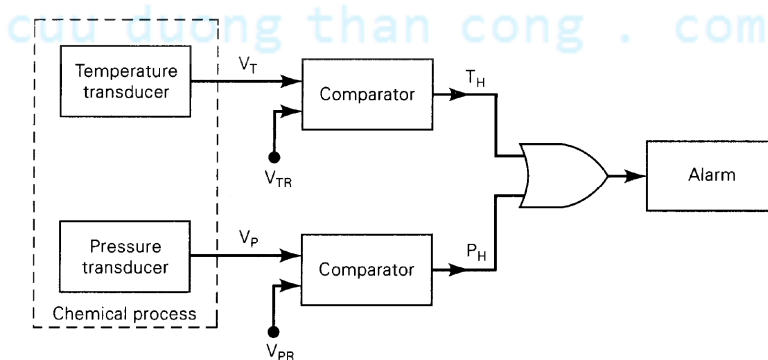 cuu duong than cong . com
Temperature
transducer
V_T
Comparator
T_H
V_TR
Alarm
Pressure
transducer
V_P
Comparator
P_H
Chemical process
V_PR